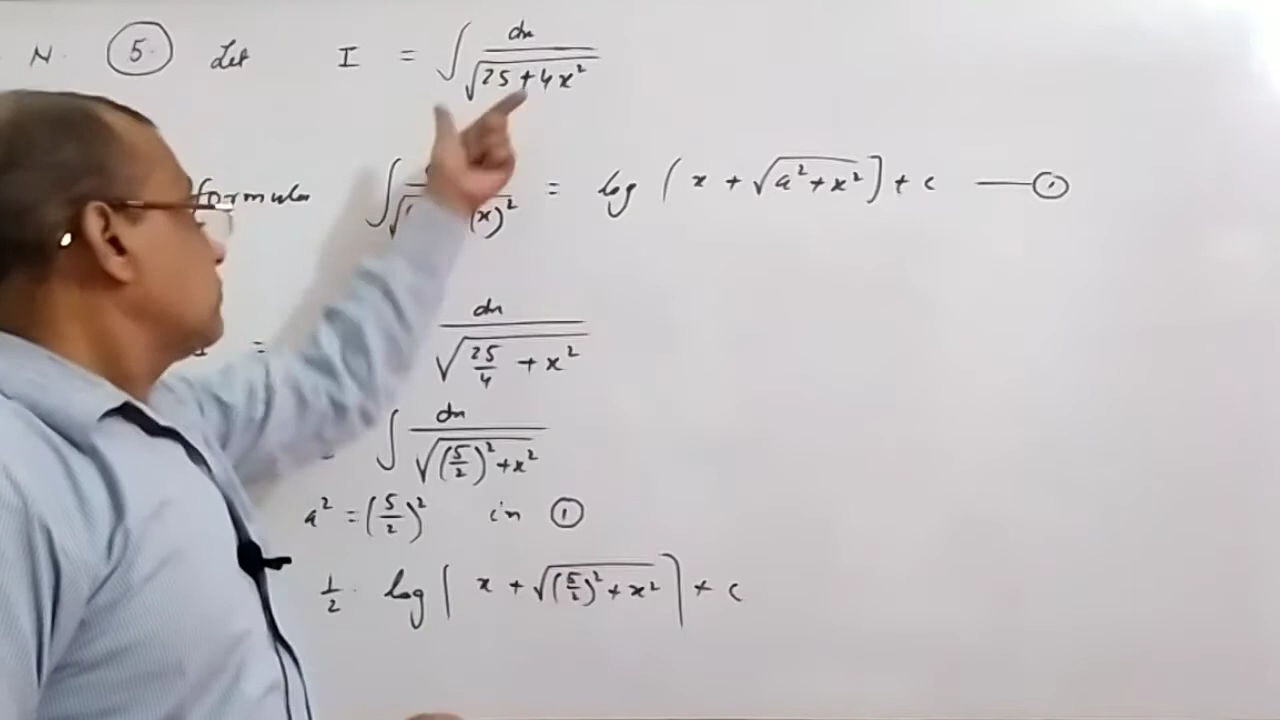 N. (5.) Let I = ∫ dx / √(25 + 4x²)
formula ∫ (x)² = log [x + √(a² + x²)] + c —— (1)
I = dx / √(25/4 + x²)
∫ dx / √((5/2)² + x²)
a² = (5/2)² in (1)
1/2 · log | x + √((5/2)² + x²) | + c